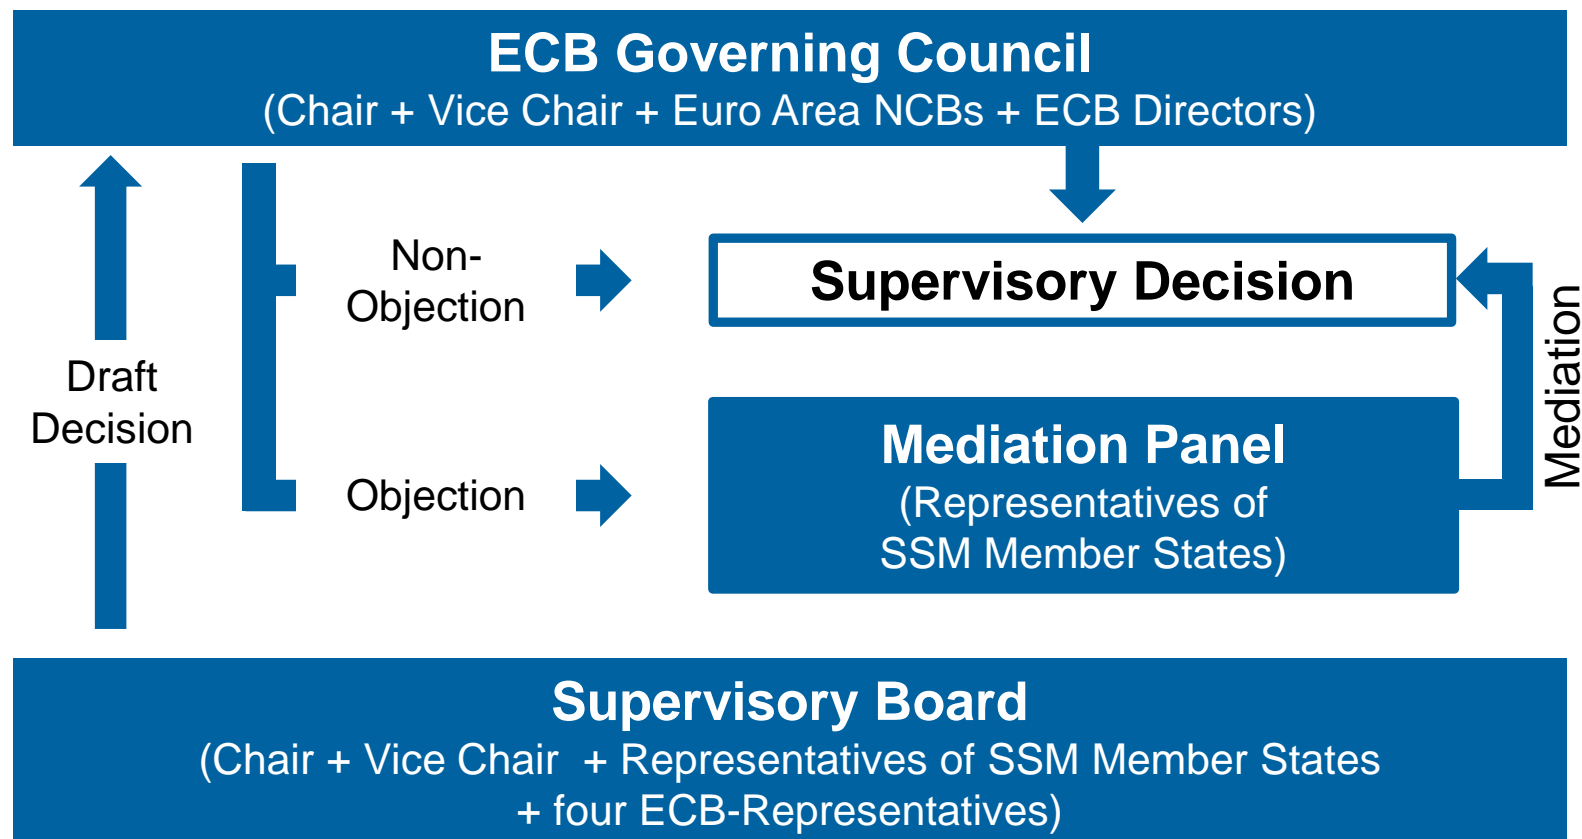 ECB Governing Council
(Chair + Vice Chair + Euro Area NCBs + ECB Directors)
Non-
Objection
Supervisory Decision
Draft
Decision
Mediation
Objection
Mediation Panel
(Representatives of
SSM Member States)
Supervisory Board
(Chair + Vice Chair + Representatives of SSM Member States
+ four ECB-Representatives)